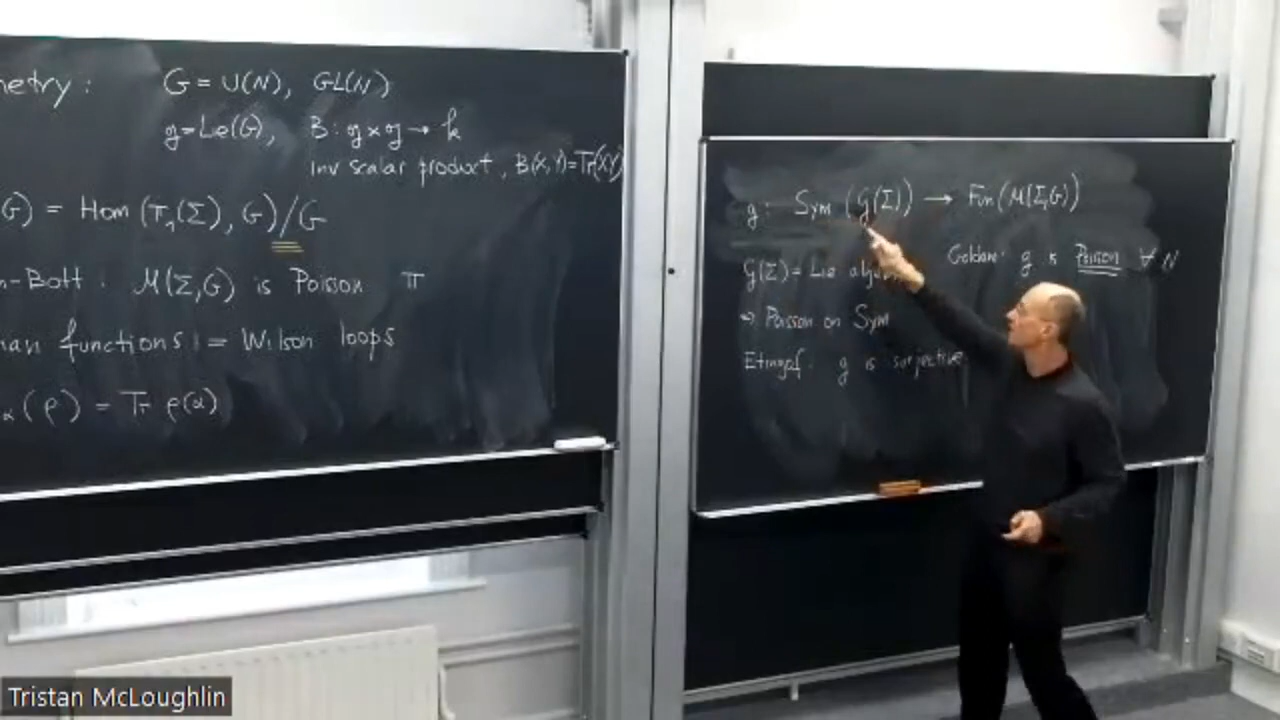 netry : G = U(N), GL(N)
g = Lie(G), B : g × g → k
inv scalar product, B(X,Y) = Tr(XY)
G) = Hom (π₁(Σ), G)/G
n-Bott : M(Σ,G) is Poisson π
nan functions = Wilson loops
α(ρ) = Tr ρ(α)
g : Sym (G(Σ)) → Fun(M(Σ,G))
G(Σ) = Lie alg
Goldman: g is Poisson ∀ N
⇒ Poisson on Sym
Etingof: g is surjective
Tristan McLoughlin